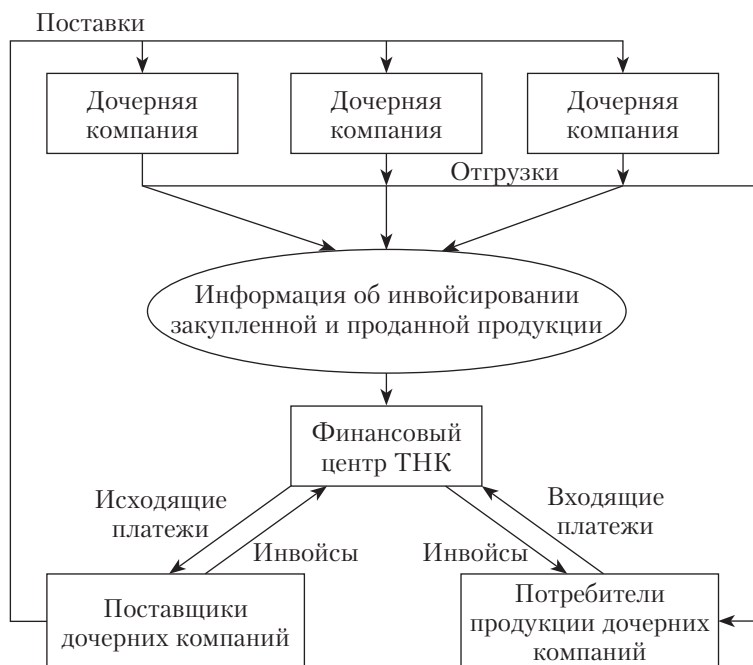 Поставки
Дочерняя
компания
Дочерняя
компания
Дочерняя
компания
Отгрузки
Информация об инвойсировании
закупленной и проданной продукции
Финансовый
центр ТНК
Исходящие
платежи
Инвойсы
Инвойсы
Входящие
платежи
Поставщики
дочерних компаний
Потребители
продукции дочерних
компаний